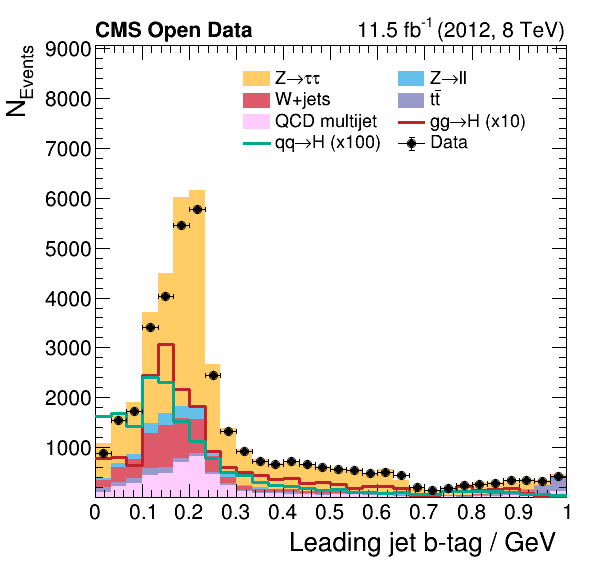 CMS Open Data 11.5 fb⁻¹ (2012, 8 TeV)
N_Events
9000
8000
7000
6000
5000
4000
3000
2000
1000
Z→ττ Z→ll
W+jets tt̄
QCD multijet gg→H (x10)
qq→H (x100) Data
0 0.1 0.2 0.3 0.4 0.5 0.6 0.7 0.8 0.9 1
Leading jet b-tag / GeV